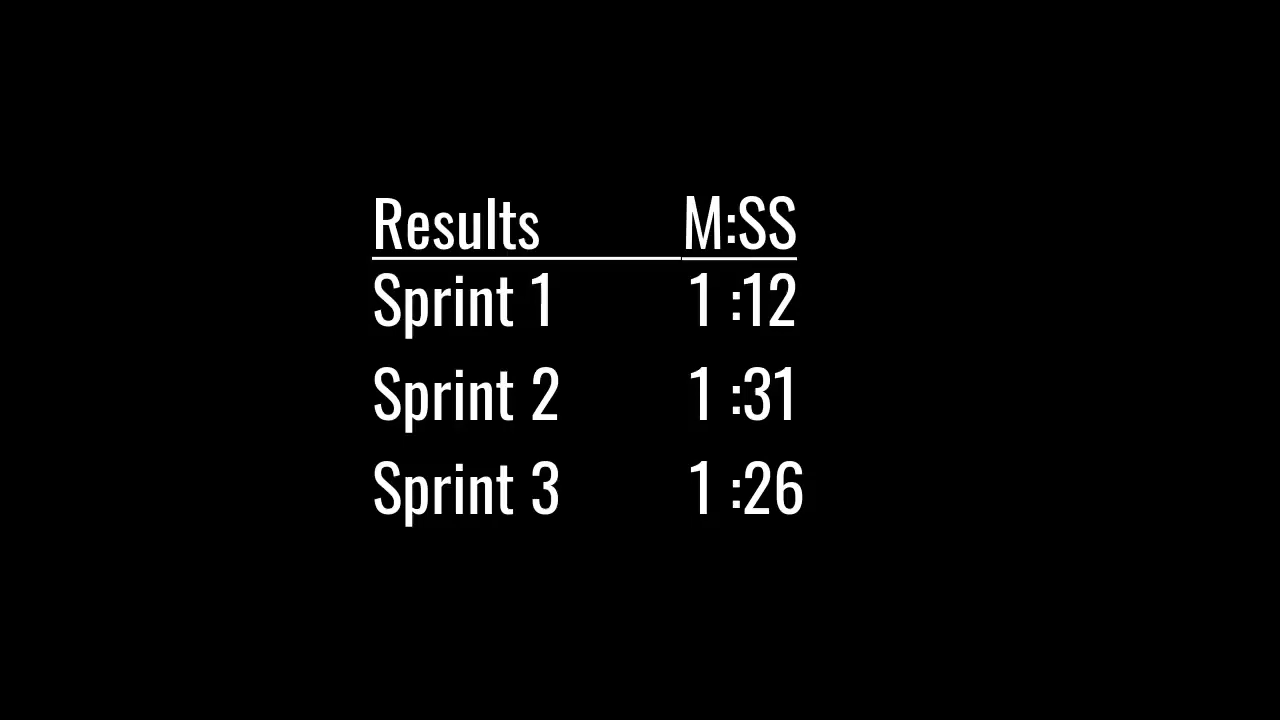 Results M:SS
Sprint 1 1 :12
Sprint 2 1 :31
Sprint 3 1 :26